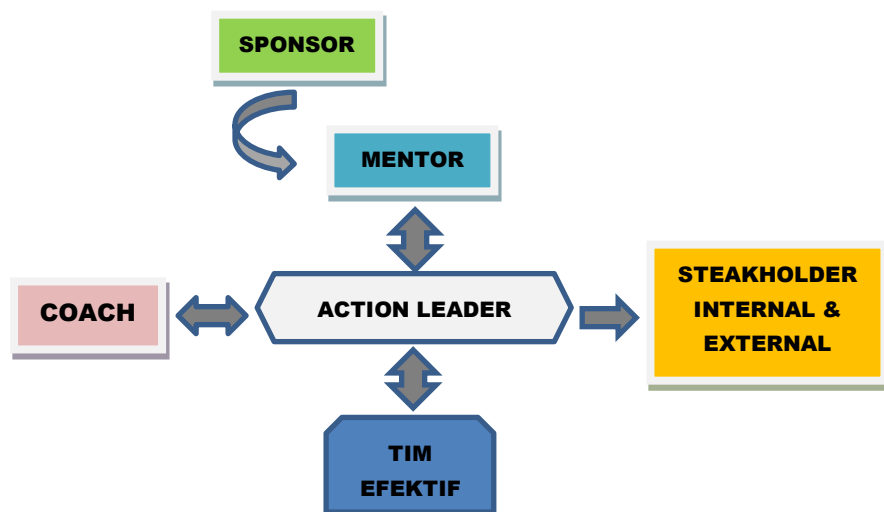 SPONSOR
MENTOR
COACH
ACTION LEADER
STEAKHOLDER
INTERNAL &
EXTERNAL
TIM
EFEKTIF